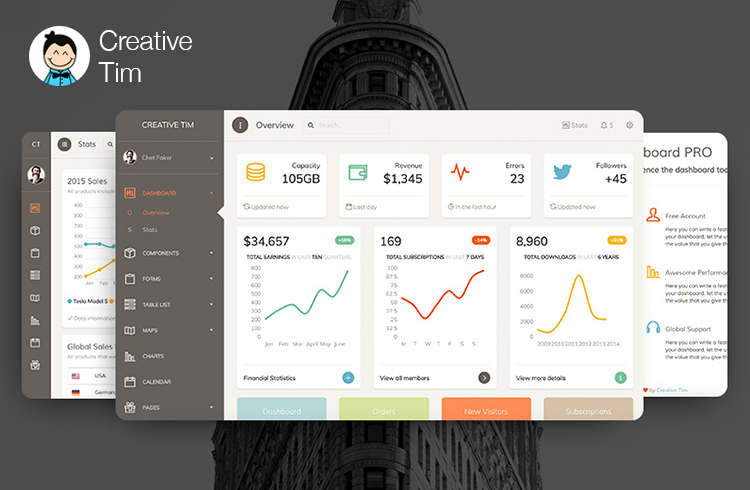 Creative
Tim
CT
Stats
2015 Sales
All products includin
900
800
700
600
500
400
300
200
Tesla Model S
Data information
Global Sales
All products that
USA
German
CREATIVE TIM
Chet Faker
DASHBOARD
O Overview
S Stats
COMPONENTS
FORMS
TABLE LIST
MAPS
CHARTS
CALENDAR
PAGES
Overview
Search...
Stats
5
Capacity
105GB
Updated now
Revenue
$1,345
Last day
Errors
23
In the last hour
Followers
+45
Updated now
$34,657
+18%
TOTAL EARNINGS IN LAST TEN QUARTERS
800
700
600
500
400
300
200
100
0
Jan Feb Mar April May June
Financial Statistics
169
-14%
TOTAL SUBSCRIPTIONS IN LAST 7 DAYS
100
87.5
75
62.5
50
37.5
25
12.5
0
M T W T F S S
View all members
8,960
TOTAL DOWNLOADS IN LAST 6 YEARS
8000
6000
4000
2000
0
2009 2010 2011 2012 2013 2014
View more details
Dashboard
Orders
New Visitors
Subscriptions
board PRO
ence the dashboard too
Free Account
Here you can write a feat
your dashboard, let the u
the value that you give th
Awesome Performan
Here you can write a feat
your dashboard, let the u
the value that you give th
Global Support
Here you can write a feat
your dashboard, let the u
the value that you give th
by Creative Tim